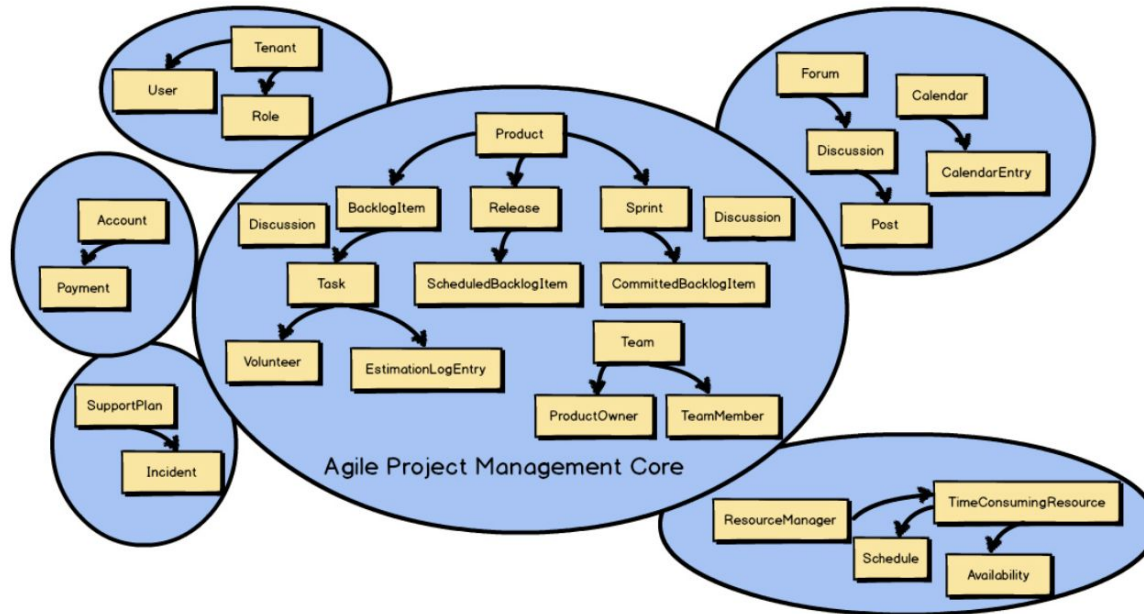 Tenant
User
Role
Forum
Calendar
Discussion
CalendarEntry
Post
Account
Payment
SupportPlan
Incident
Product
BacklogItem
Release
Sprint
Discussion
Discussion
Task
ScheduledBacklogItem
CommittedBacklogItem
Volunteer
EstimationLogEntry
Team
ProductOwner
TeamMember
Agile Project Management Core
ResourceManager
TimeConsumingResource
Schedule
Availability